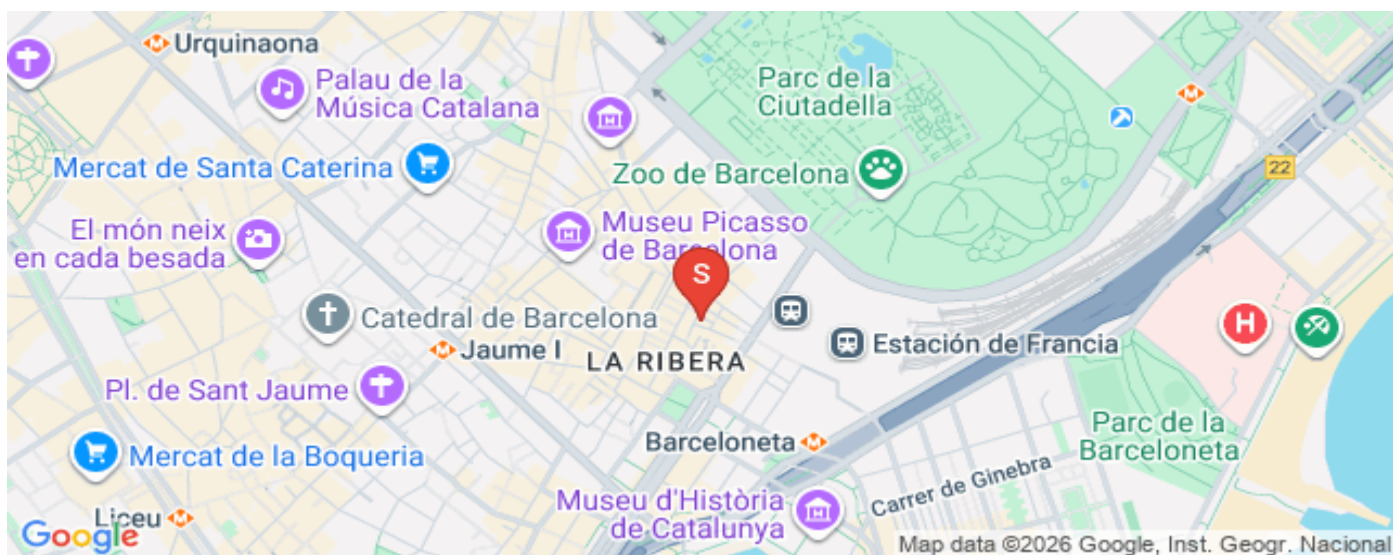 Urquinaona
Palau de la
Música Catalana
Parc de la
Ciutadella
Mercat de Santa Caterina
Zoo de Barcelona
22
El món neix
en cada besada
Museu Picasso
de Barcelona
S
Catedral de Barcelona
Jaume I
LA RIBERA
Estación de Francia
H
Pl. de Sant Jaume
Mercat de la Boqueria
Barceloneta
Parc de la
Barceloneta
Carrer de Ginebra
Museu d'Història
de Catalunya
Liceu
Google
Map data ©2026 Google, Inst. Geogr. Nacional